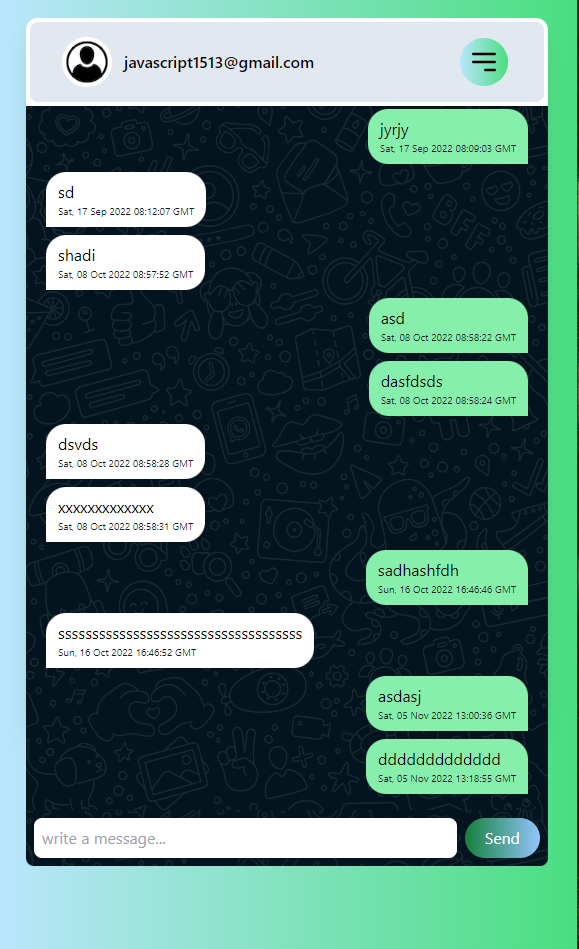 javascript1513@gmail.com
jyrjy
Sat, 17 Sep 2022 08:09:03 GMT
sd
Sat, 17 Sep 2022 08:12:07 GMT
shadi
Sat, 08 Oct 2022 08:57:52 GMT
asd
Sat, 08 Oct 2022 08:58:22 GMT
dasfdsds
Sat, 08 Oct 2022 08:58:24 GMT
dsvds
Sat, 08 Oct 2022 08:58:28 GMT
xxxxxxxxxxxxx
Sat, 08 Oct 2022 08:58:31 GMT
sadhashfdh
Sun, 16 Oct 2022 16:46:46 GMT
ssssssssssssssssssssssssssssssssssss
Sun, 16 Oct 2022 16:46:52 GMT
asdasj
Sat, 05 Nov 2022 13:00:36 GMT
ddddddddddddd
Sat, 05 Nov 2022 13:18:55 GMT
write a message...
Send